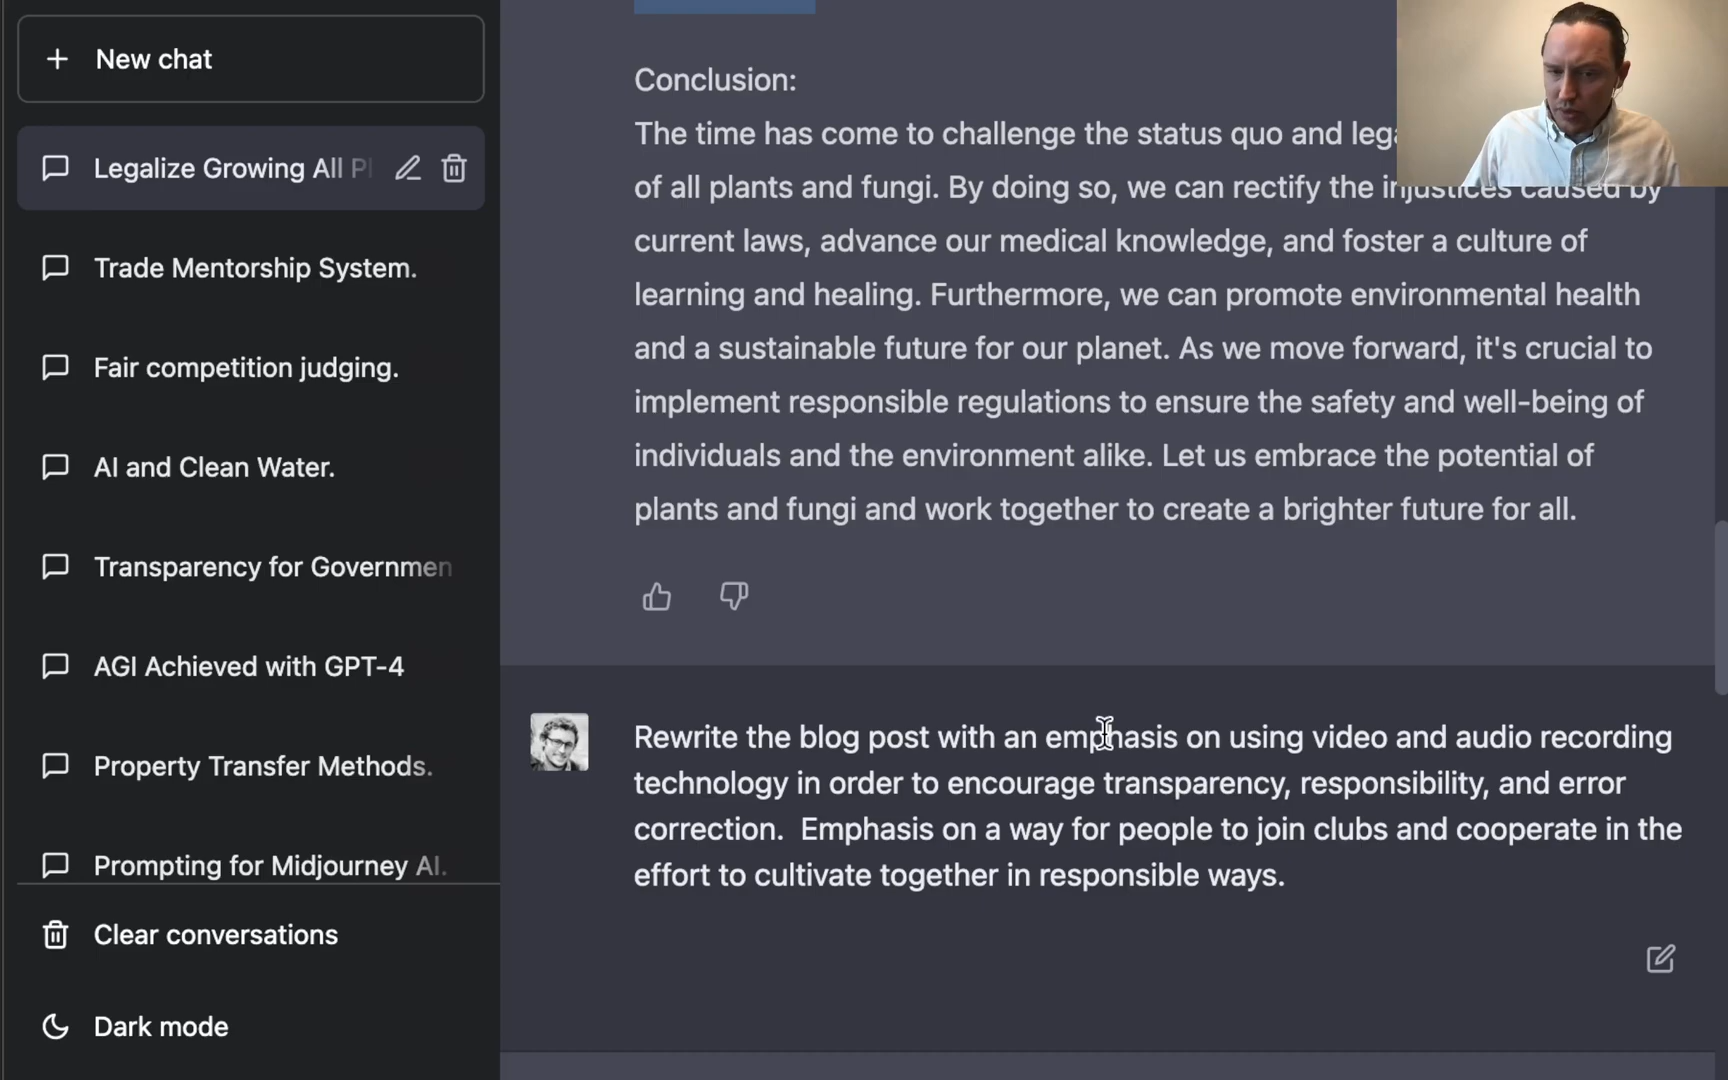 New chat
Legalize Growing All Pl
Trade Mentorship System.
Fair competition judging.
AI and Clean Water.
Transparency for Governmen
AGI Achieved with GPT-4
Property Transfer Methods.
Prompting for Midjourney AI.
Clear conversations
Dark mode
Conclusion:
The time has come to challenge the status quo and lega
of all plants and fungi. By doing so, we can rectify the injustices caused by
current laws, advance our medical knowledge, and foster a culture of
learning and healing. Furthermore, we can promote environmental health
and a sustainable future for our planet. As we move forward, it's crucial to
implement responsible regulations to ensure the safety and well-being of
individuals and the environment alike. Let us embrace the potential of
plants and fungi and work together to create a brighter future for all.
Rewrite the blog post with an emphasis on using video and audio recording
technology in order to encourage transparency, responsibility, and error
correction.  Emphasis on a way for people to join clubs and cooperate in the
effort to cultivate together in responsible ways.